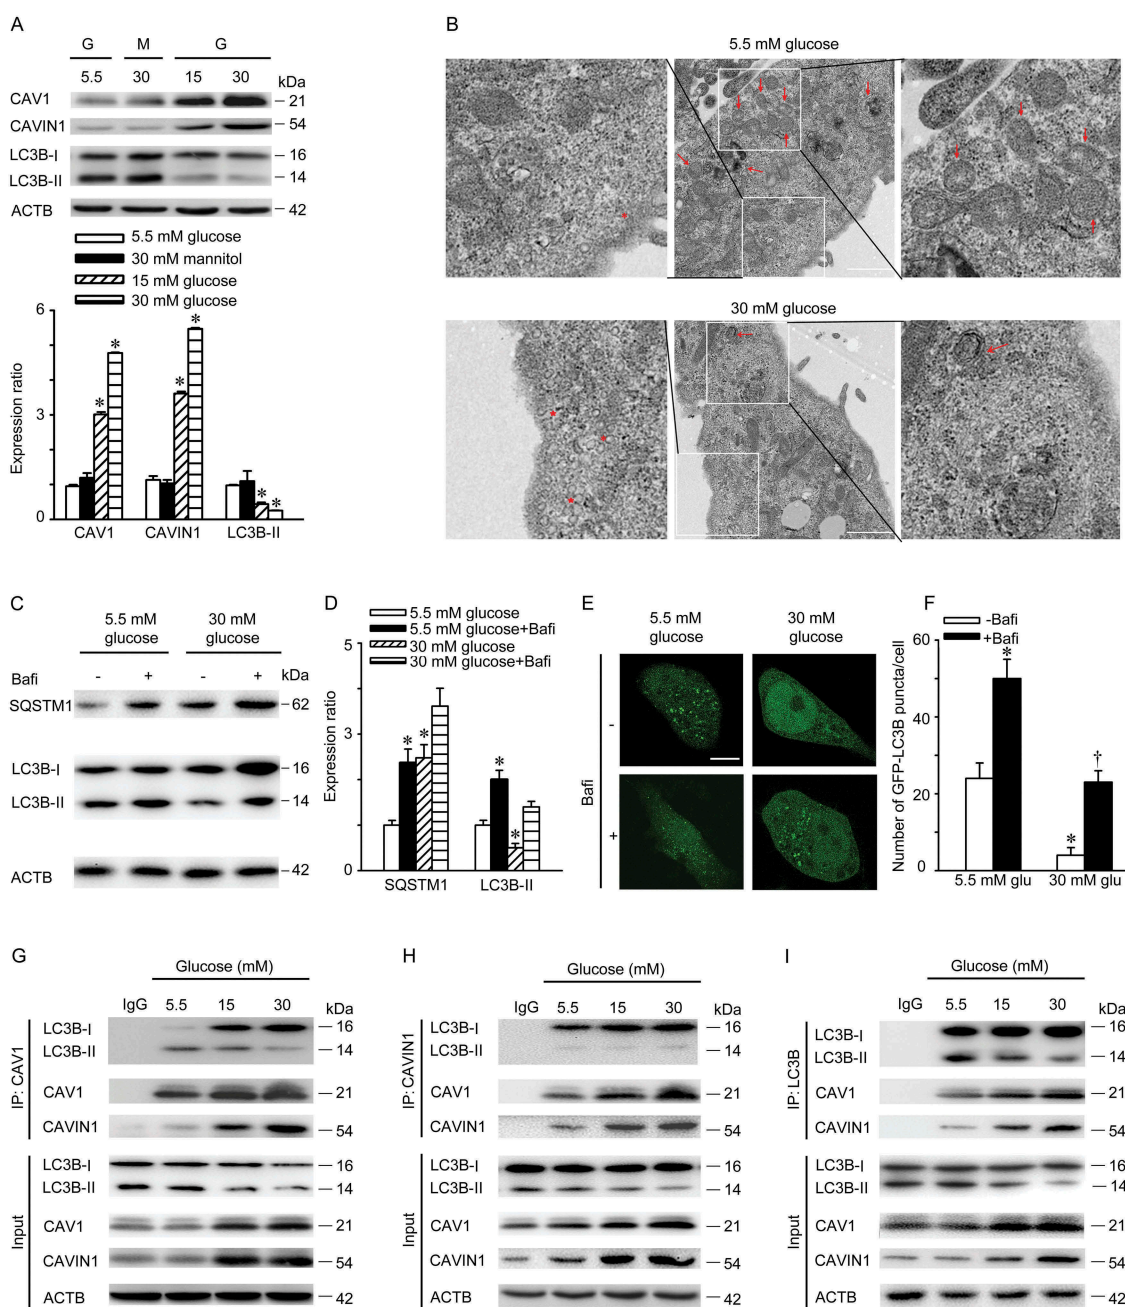 A
G M G
5.5 30 15 30 kDa
CAV1 21
CAVIN1 54
LC3B-I 16
LC3B-II 14
ACTB 42
5.5 mM glucose
30 mM mannitol
15 mM glucose
30 mM glucose
Expression ratio
6
3
0
* * * * * *
CAV1 CAVIN1 LC3B-II
B
5.5 mM glucose
30 mM glucose
C
5.5 mM glucose
30 mM glucose
Bafi - + - + kDa
SQSTM1 62
LC3B-I 16
LC3B-II 14
ACTB 42
D
5.5 mM glucose
5.5 mM glucose+Bafi
30 mM glucose
30 mM glucose+Bafi
Expression ratio
5
3
0
* * * *
SQSTM1 LC3B-II
E
5.5 mM glucose
30 mM glucose
Bafi
-
+
F
-Bafi
+Bafi
Number of GFP-LC3B puncta/cell
60
40
20
0
* * †
5.5 mM glu 30 mM glu
G
Glucose (mM)
IgG 5.5 15 30 kDa
IP: CAV1
LC3B-I 16
LC3B-II 14
CAV1 21
CAVIN1 54
Input
LC3B-I 16
LC3B-II 14
CAV1 21
CAVIN1 54
ACTB 42
H
Glucose (mM)
IgG 5.5 15 30 kDa
IP: CAVIN1
LC3B-I 16
LC3B-II 14
CAV1 21
CAVIN1 54
Input
LC3B-I 16
LC3B-II 14
CAV1 21
CAVIN1 54
ACTB 42
I
Glucose (mM)
IgG 5.5 15 30 kDa
IP: LC3B
LC3B-I 16
LC3B-II 14
CAV1 21
CAVIN1 54
Input
LC3B-I 16
LC3B-II 14
CAV1 21
CAVIN1 54
ACTB 42